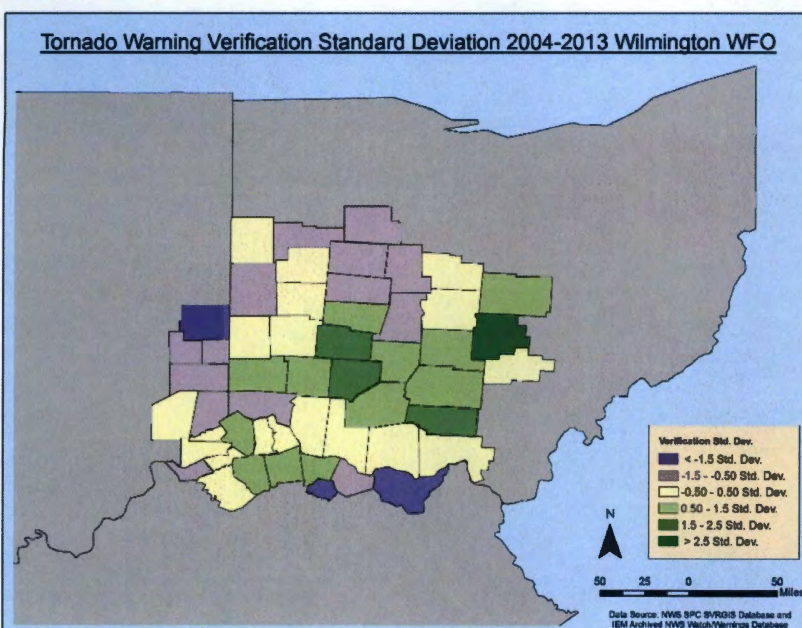 Tornado Warning Verification Standard Deviation 2004-2013 Wilmington WFO
Verification Std. Dev.
< -1.5 Std. Dev.
-1.5 - -0.50 Std. Dev.
-0.50 - 0.50 Std. Dev.
0.50 - 1.5 Std. Dev.
1.5 - 2.5 Std. Dev.
> 2.5 Std. Dev.
N
50 25 0 50
Miles
Data Source: NWS SPC SVRGIS Database and
IEM Archived NWS Watch/Warnings Database